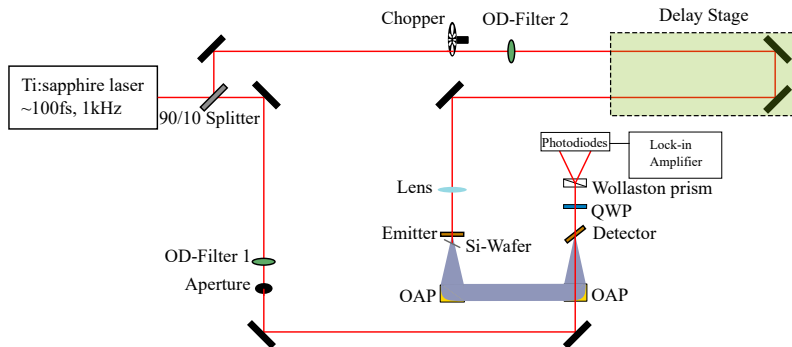 Chopper
OD-Filter 2
Delay Stage
Ti:sapphire laser
~100fs, 1kHz
90/10 Splitter
Photodiodes
Lock-in
Amplifier
Lens
Wollaston prism
QWP
Emitter
Si-Wafer
Detector
OD-Filter 1
Aperture
OAP
OAP